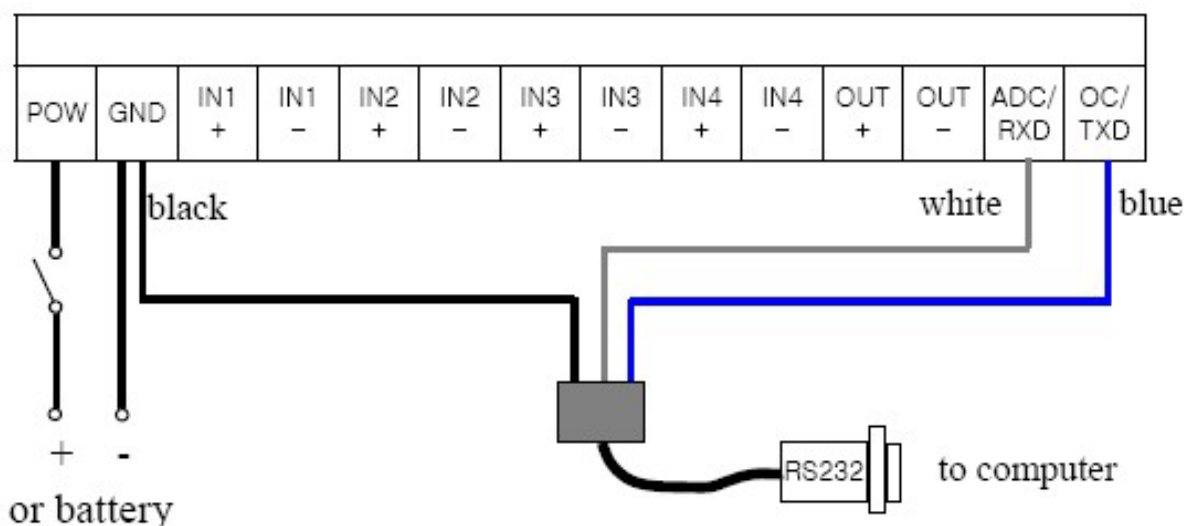 POW GND IN1 + IN1 − IN2 + IN2 − IN3 + IN3 − IN4 + IN4 − OUT + OUT − ADC/ RXD OC/ TXD
black white blue
+ -
RS232 to computer
or battery